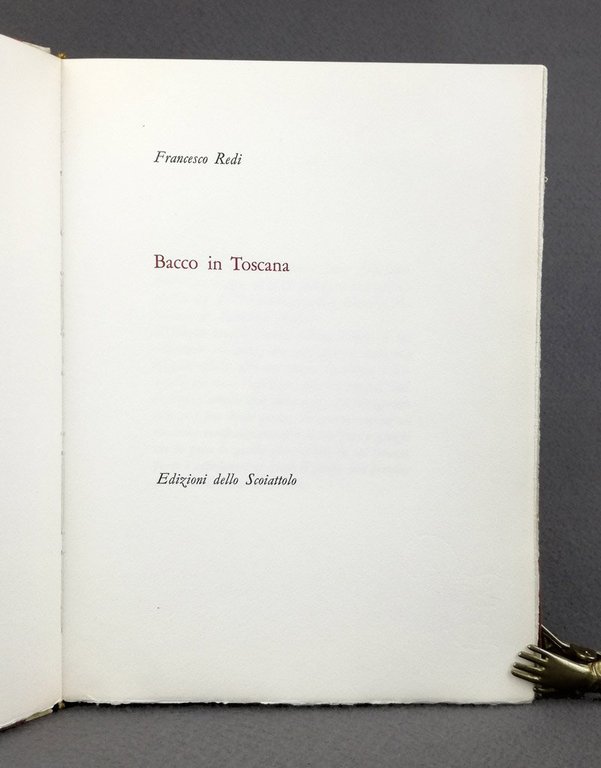 Francesco Redi
Bacco in Toscana
Edizioni dello Scoiattolo